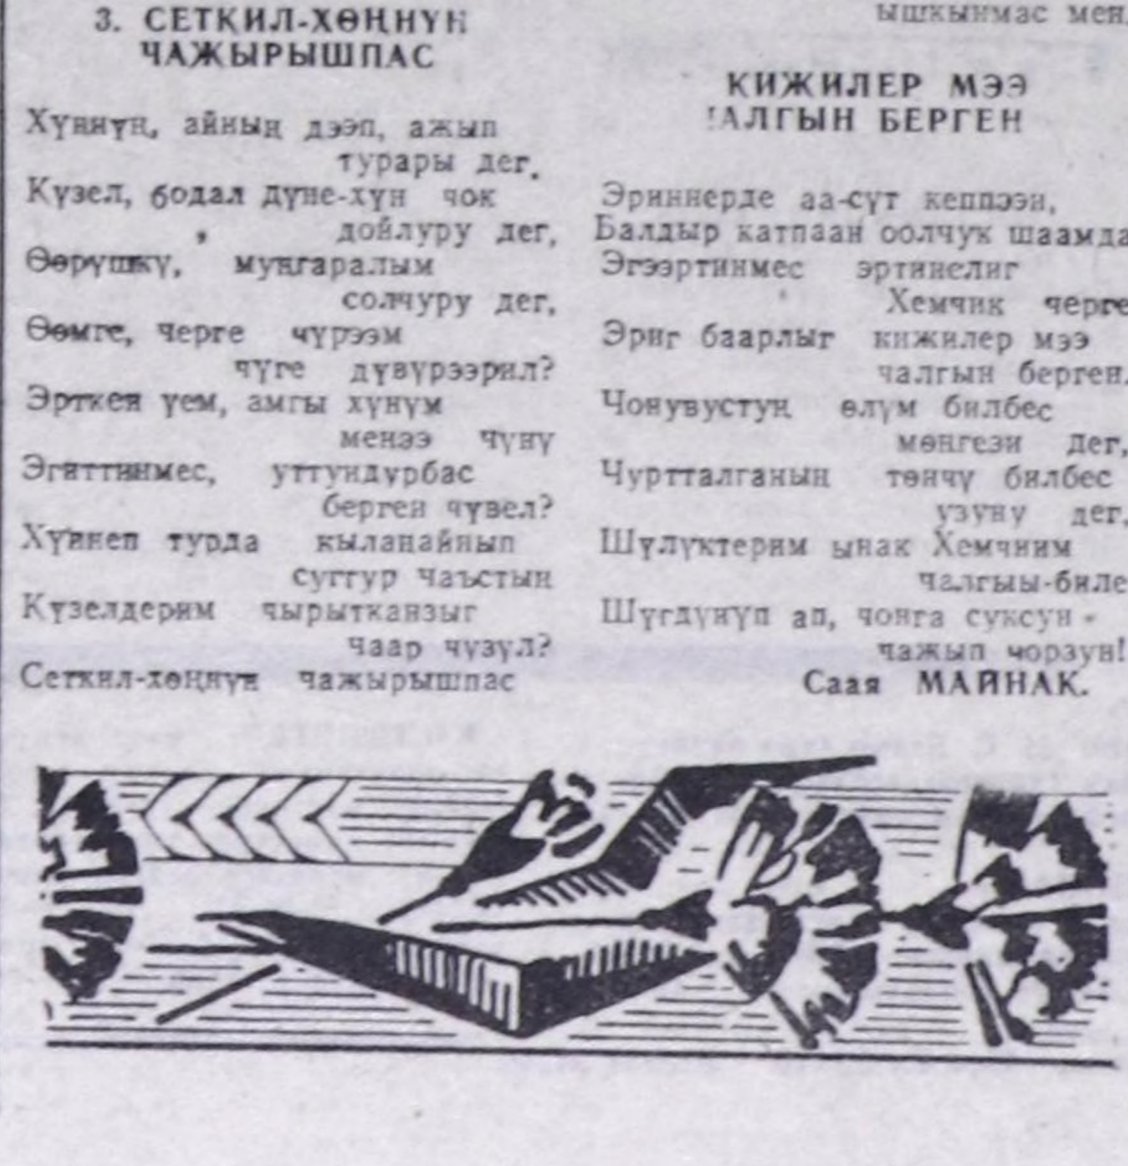 3. СЕТКИЛ-ХӨҢНҮҢ
ЧАЖЫРЫШПАС
Хүннүң, айның дээп, ажып
турары дег.
Күзел, бодал дүне-хүн чок
дойлуру дег,
Өөрүшкү, муңгаралым
солчуру дег,
Өөмге, черге чүрээм
чүге дүвүрээрил?
Эрткен үем, амгы хүнүм
менээ чүнү
Эгиттинмес, уттундурбас
берген чүвел?
Хүннеп турда кыланайнып
суггур чаъстың
Күзелдерим чырытканзыг
чаар чүзүл?
Сеткил-хөңнүң чажырышпас
ышкынмас мен,
КИЖИЛЕР МЭЭ
ЧАЛГЫН БЕРГЕН
Эриннерде аа-сүт кеппээн,
Балдыр катпаан оолчук шаамда
Эгээртинмес эртинелиг
Хемчик черге
Эриг баарлыг кижилер мээ
чалгын берген.
Чонувустуң өлүм билбес
мөңгези дег,
Чуртталганың төнчү билбес
узуну дег,
Шүлүктерим ынак Хемчиим
чалгыы-биле
Шүгдүнүп ап, чонга суксун
чажып чорзун!
Саая МАЙНАК.